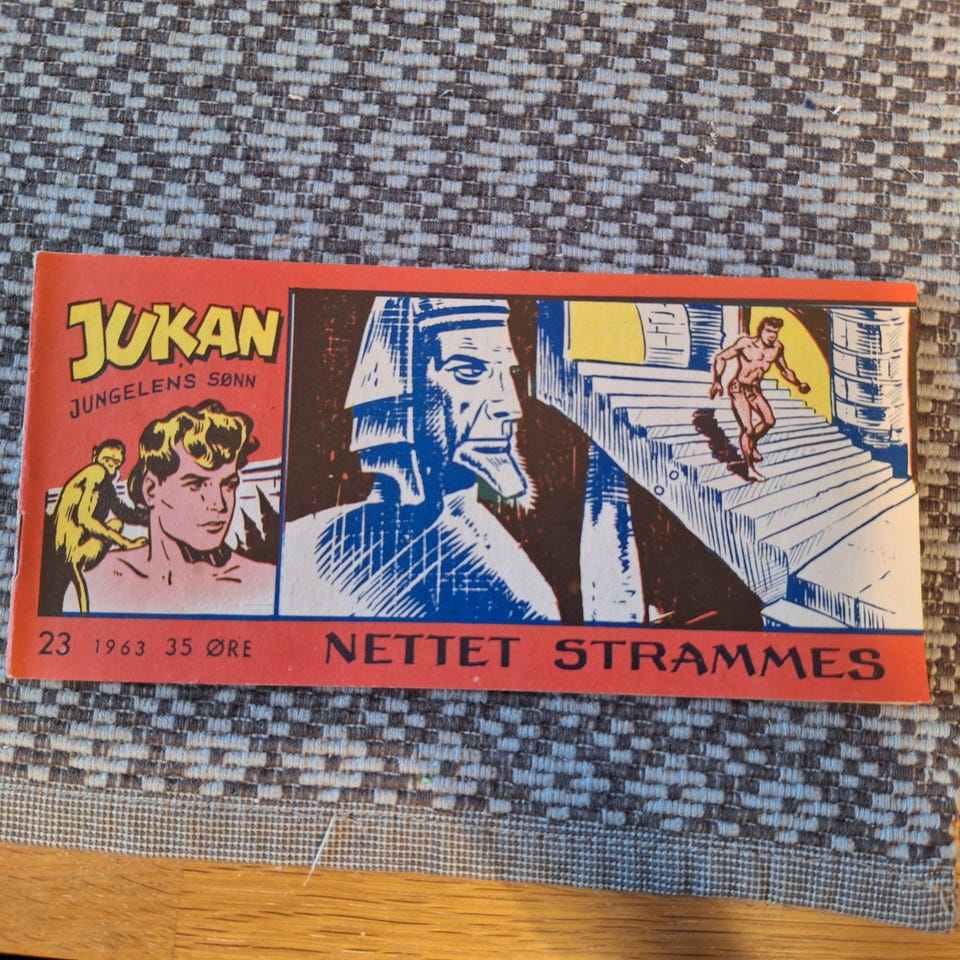 JUKAN
JUNGELENS SØNN
23 1963 35 ØRE
NETTET STRAMMES